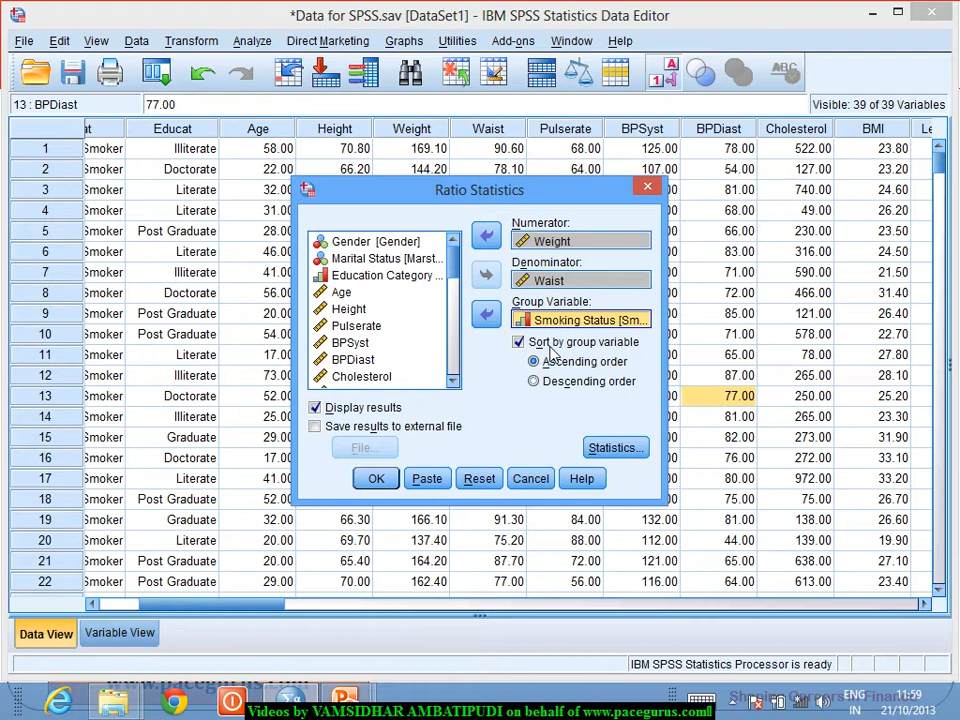 *Data for SPSS.sav [DataSet1] - IBM SPSS Statistics Data Editor
File Edit View Data Transform Analyze Direct Marketing Graphs Utilities Add-ons Window Help
13 : BPDiast 77.00 Visible: 39 of 39 Variables
at Educat Age Height Weight Waist Pulserate BPSyst BPDiast Cholesterol BMI Le
1 Smoker Illiterate 58.00 70.80 169.10 90.60 68.00 125.00 78.00 522.00 23.80
2 Smoker Doctorate 22.00 66.20 144.20 78.10 64.00 107.00 54.00 127.00 23.20
3 Smoker Literate 32.00 81.00 740.00 24.60
4 Smoker Literate 31.00 68.00 49.00 26.20
5 Smoker Post Graduate 28.00 66.00 230.00 23.50
6 Smoker Literate 46.00 83.00 316.00 24.50
7 Smoker Illiterate 41.00 71.00 590.00 21.50
8 Smoker Doctorate 56.00 72.00 466.00 31.40
9 Smoker Post Graduate 20.00 85.00 121.00 26.40
10 Smoker Post Graduate 54.00 71.00 578.00 22.70
11 Smoker Illiterate 17.00 65.00 78.00 27.80
12 Smoker Illiterate 73.00 00 265.00 28.10
13 Smoker Doctorate 52.00 77.00 250.00 25.20
14 Smoker Illiterate 25.00 81.00 265.00 23.30
15 Smoker Graduate 29.00 82.00 273.00 31.90
16 Smoker Doctorate 17.00 76.00 272.00 33.10
17 Smoker Literate 41.00 80.00 972.00 33.20
18 Smoker Post Graduate 52.00 75.00 75.00 26.70
19 Smoker Graduate 32.00 66.30 166.10 91.30 84.00 132.00 81.00 138.00 26.60
20 Smoker Literate 20.00 69.70 137.40 75.20 88.00 112.00 44.00 139.00 19.90
21 Smoker Post Graduate 20.00 65.40 164.20 87.70 72.00 121.00 65.00 638.00 27.10
22 Smoker Post Graduate 29.00 70.00 162.40 77.00 56.00 116.00 64.00 613.00 23.40
Ratio Statistics
Gender [Gender]
Marital Status [Marst...
Education Category ...
Age
Height
Pulserate
BPSyst
BPDiast
Cholesterol
Numerator:
Weight
Denominator:
Waist
Group Variable:
Smoking Status [Sm...
Sort by group variable
Ascending order
Descending order
Display results
Save results to external file
File...
Statistics...
OK Paste Reset Cancel Help
Data View Variable View
IBM SPSS Statistics Processor is ready
www.pacegurus.com
ENG 11:59
IN 21/10/2013
Videos by VAMSIDHAR AMBATIPUDI on behalf of www.pacegurus.com